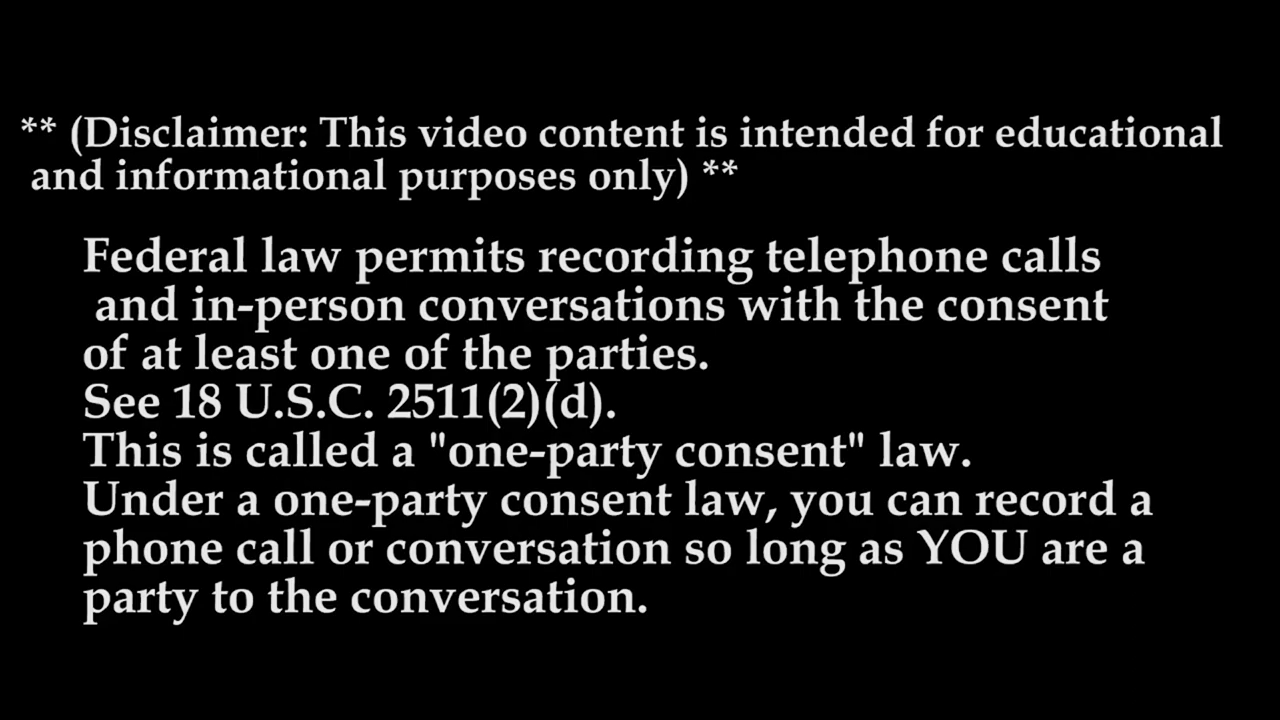 ** (Disclaimer: This video content is intended for educational
and informational purposes only) **
Federal law permits recording telephone calls
and in-person conversations with the consent
of at least one of the parties.
See 18 U.S.C. 2511(2)(d).
This is called a "one-party consent" law.
Under a one-party consent law, you can record a
phone call or conversation so long as YOU are a
party to the conversation.